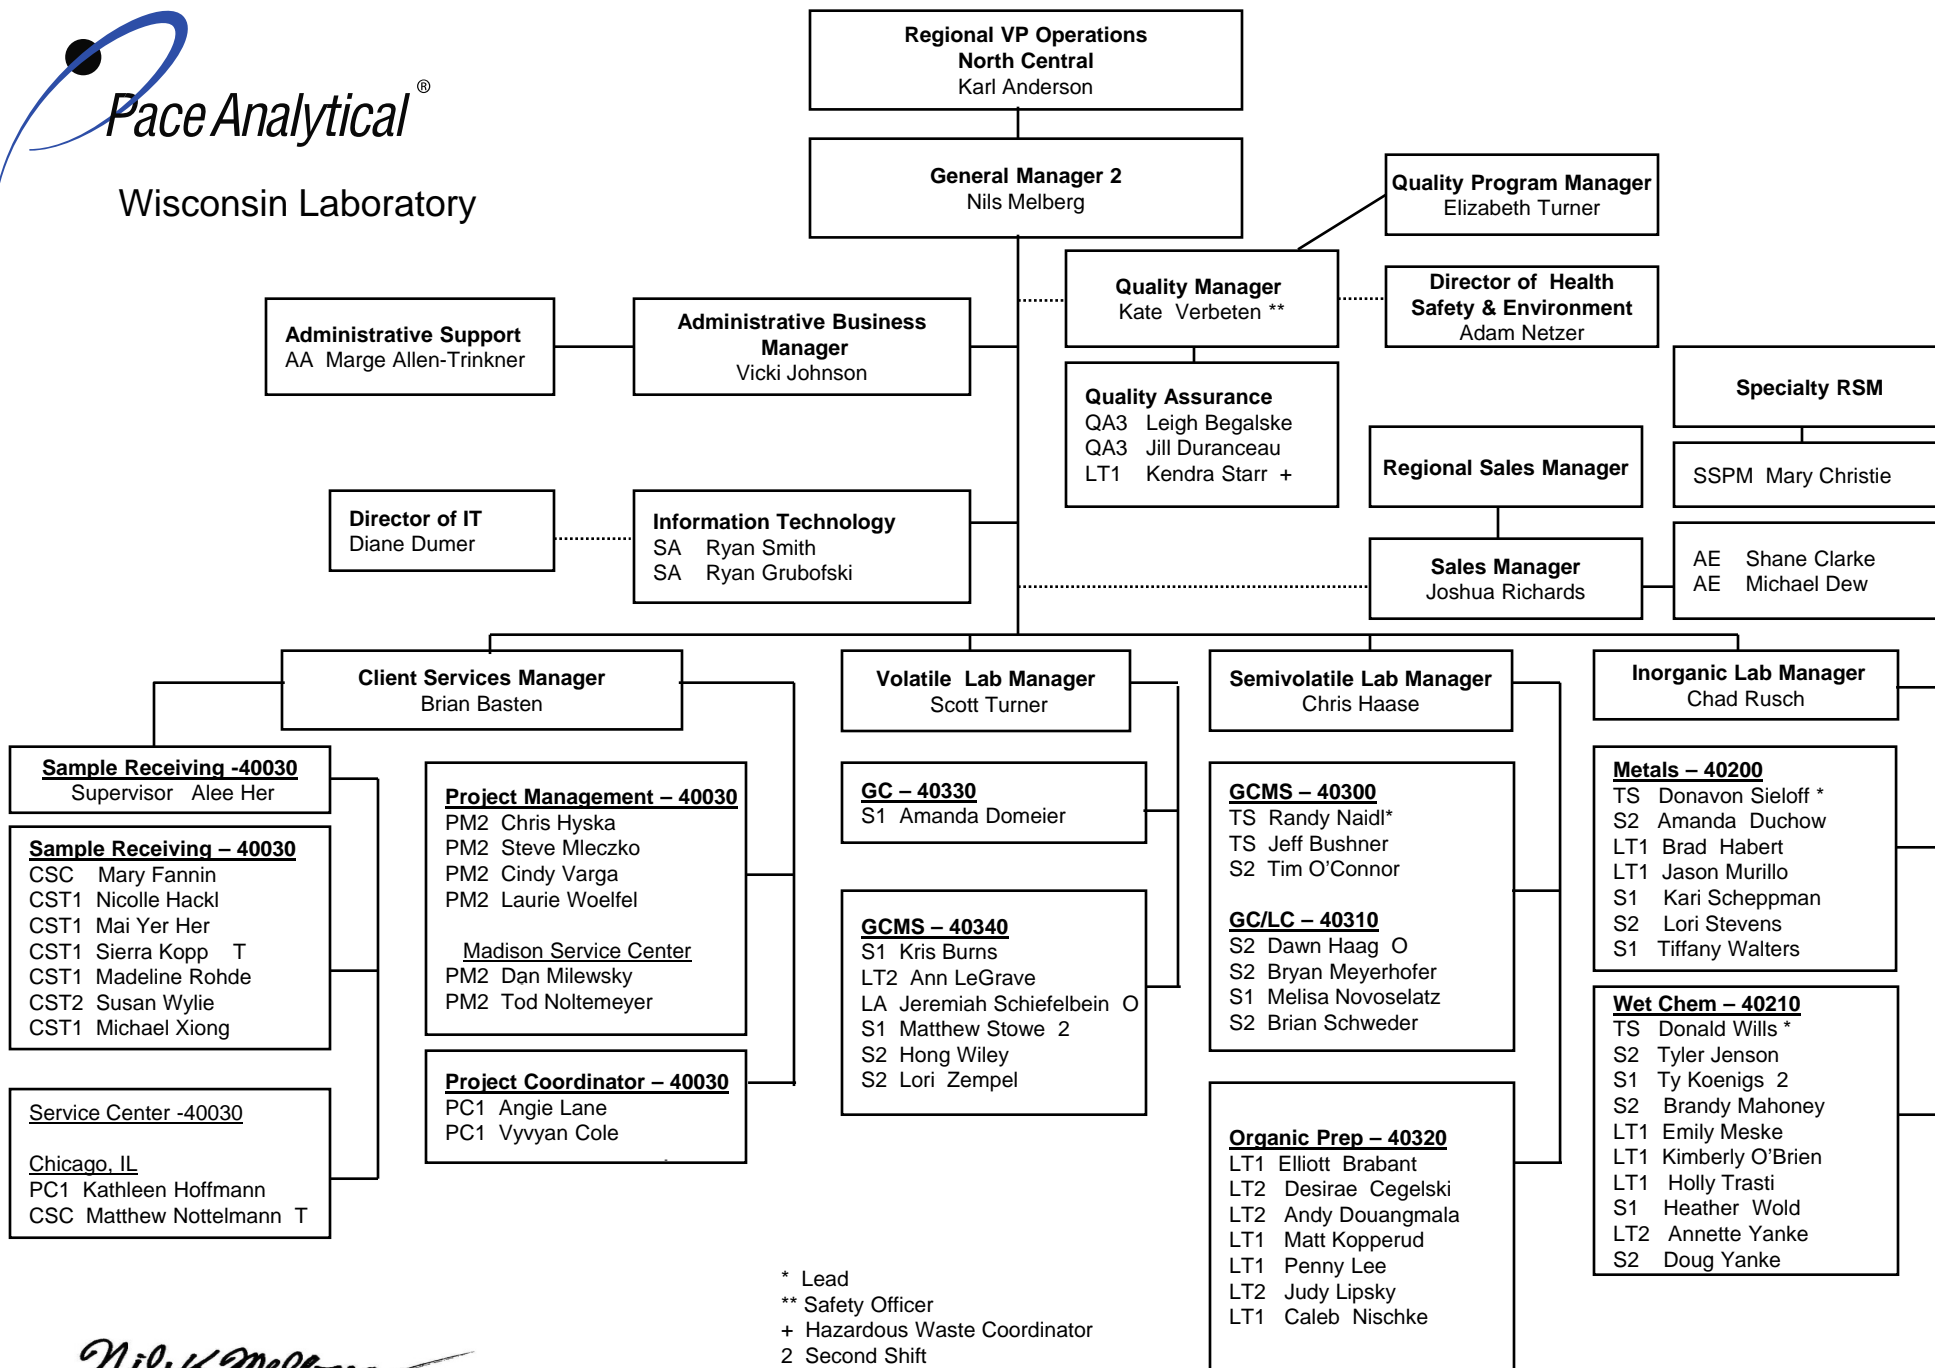 Pace Analytical ®
Wisconsin Laboratory
Regional VP Operations
North Central
Karl Anderson
General Manager 2
Nils Melberg
Quality Program Manager
Elizabeth Turner
Quality Manager
Kate Verbeten **
Director of Health
Safety & Environment
Adam Netzer
Administrative Support
AA Marge Allen-Trinkner
Administrative Business
Manager
Vicki Johnson
Quality Assurance
QA3 Leigh Begalske
QA3 Jill Duranceau
LT1 Kendra Starr +
Specialty RSM
SSPM Mary Christie
Regional Sales Manager
Director of IT
Diane Dumer
Information Technology
SA Ryan Smith
SA Ryan Grubofski
Sales Manager
Joshua Richards
AE Shane Clarke
AE Michael Dew
Client Services Manager
Brian Basten
Volatile Lab Manager
Scott Turner
Semivolatile Lab Manager
Chris Haase
Inorganic Lab Manager
Chad Rusch
Sample Receiving -40030
Supervisor Alee Her
Sample Receiving – 40030
CSC Mary Fannin
CST1 Nicolle Hackl
CST1 Mai Yer Her
CST1 Sierra Kopp T
CST1 Madeline Rohde
CST2 Susan Wylie
CST1 Michael Xiong
Service Center -40030
Chicago, IL
PC1 Kathleen Hoffmann
CSC Matthew Nottelmann T
Project Management – 40030
PM2 Chris Hyska
PM2 Steve Mleczko
PM2 Cindy Varga
PM2 Laurie Woelfel
Madison Service Center
PM2 Dan Milewsky
PM2 Tod Noltemeyer
Project Coordinator – 40030
PC1 Angie Lane
PC1 Vyvyan Cole
GC – 40330
S1 Amanda Domeier
GCMS – 40340
S1 Kris Burns
LT2 Ann LeGrave
LA Jeremiah Schiefelbein O
S1 Matthew Stowe 2
S2 Hong Wiley
S2 Lori Zempel
GCMS – 40300
TS Randy Naidl*
TS Jeff Bushner
S2 Tim O'Connor
GC/LC – 40310
S2 Dawn Haag O
S2 Bryan Meyerhofer
S1 Melisa Novoselatz
S2 Brian Schweder
Organic Prep – 40320
LT1 Elliott Brabant
LT2 Desirae Cegelski
LT2 Andy Douangmala
LT1 Matt Kopperud
LT1 Penny Lee
LT2 Judy Lipsky
LT1 Caleb Nischke
Metals – 40200
TS Donavon Sieloff *
S2 Amanda Duchow
LT1 Brad Habert
LT1 Jason Murillo
S1 Kari Scheppman
S2 Lori Stevens
S1 Tiffany Walters
Wet Chem – 40210
TS Donald Wills *
S2 Tyler Jenson
S1 Ty Koenigs 2
S2 Brandy Mahoney
LT1 Emily Meske
LT1 Kimberly O'Brien
LT1 Holly Trasti
S1 Heather Wold
LT2 Annette Yanke
S2 Doug Yanke
* Lead
** Safety Officer
+ Hazardous Waste Coordinator
2 Second Shift